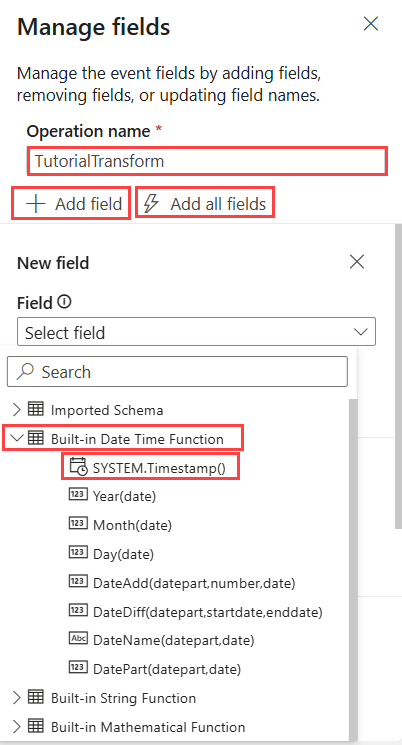 Manage fields
Manage the event fields by adding fields,
removing fields, or updating field names.
Operation name *
TutorialTransform
Add field Add all fields
New field
Field
Select field
Search
Imported Schema
Built-in Date Time Function
SYSTEM.Timestamp()
123 Year(date)
123 Month(date)
123 Day(date)
123 DateAdd(datepart,number,date)
123 DateDiff(datepart,startdate,enddate)
Abc DateName(datepart,date)
123 DatePart(datepart,date)
Built-in String Function
Built-in Mathematical Function